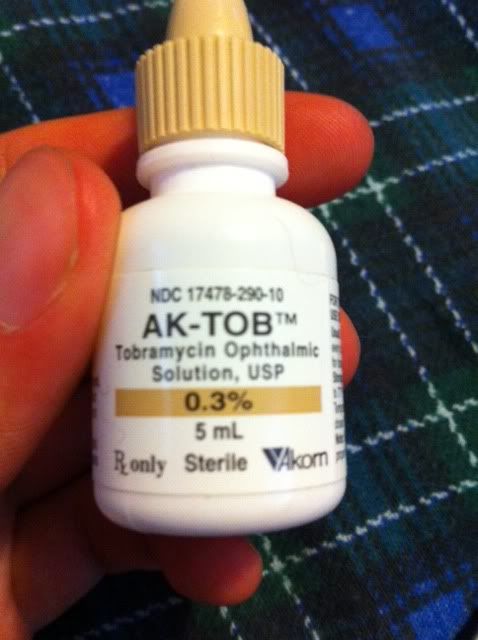 NDC 17478-290-10
AK-TOB™
Tobramycin Ophthalmic
Solution, USP
0.3%
5 mL
Rx only Sterile Akorn